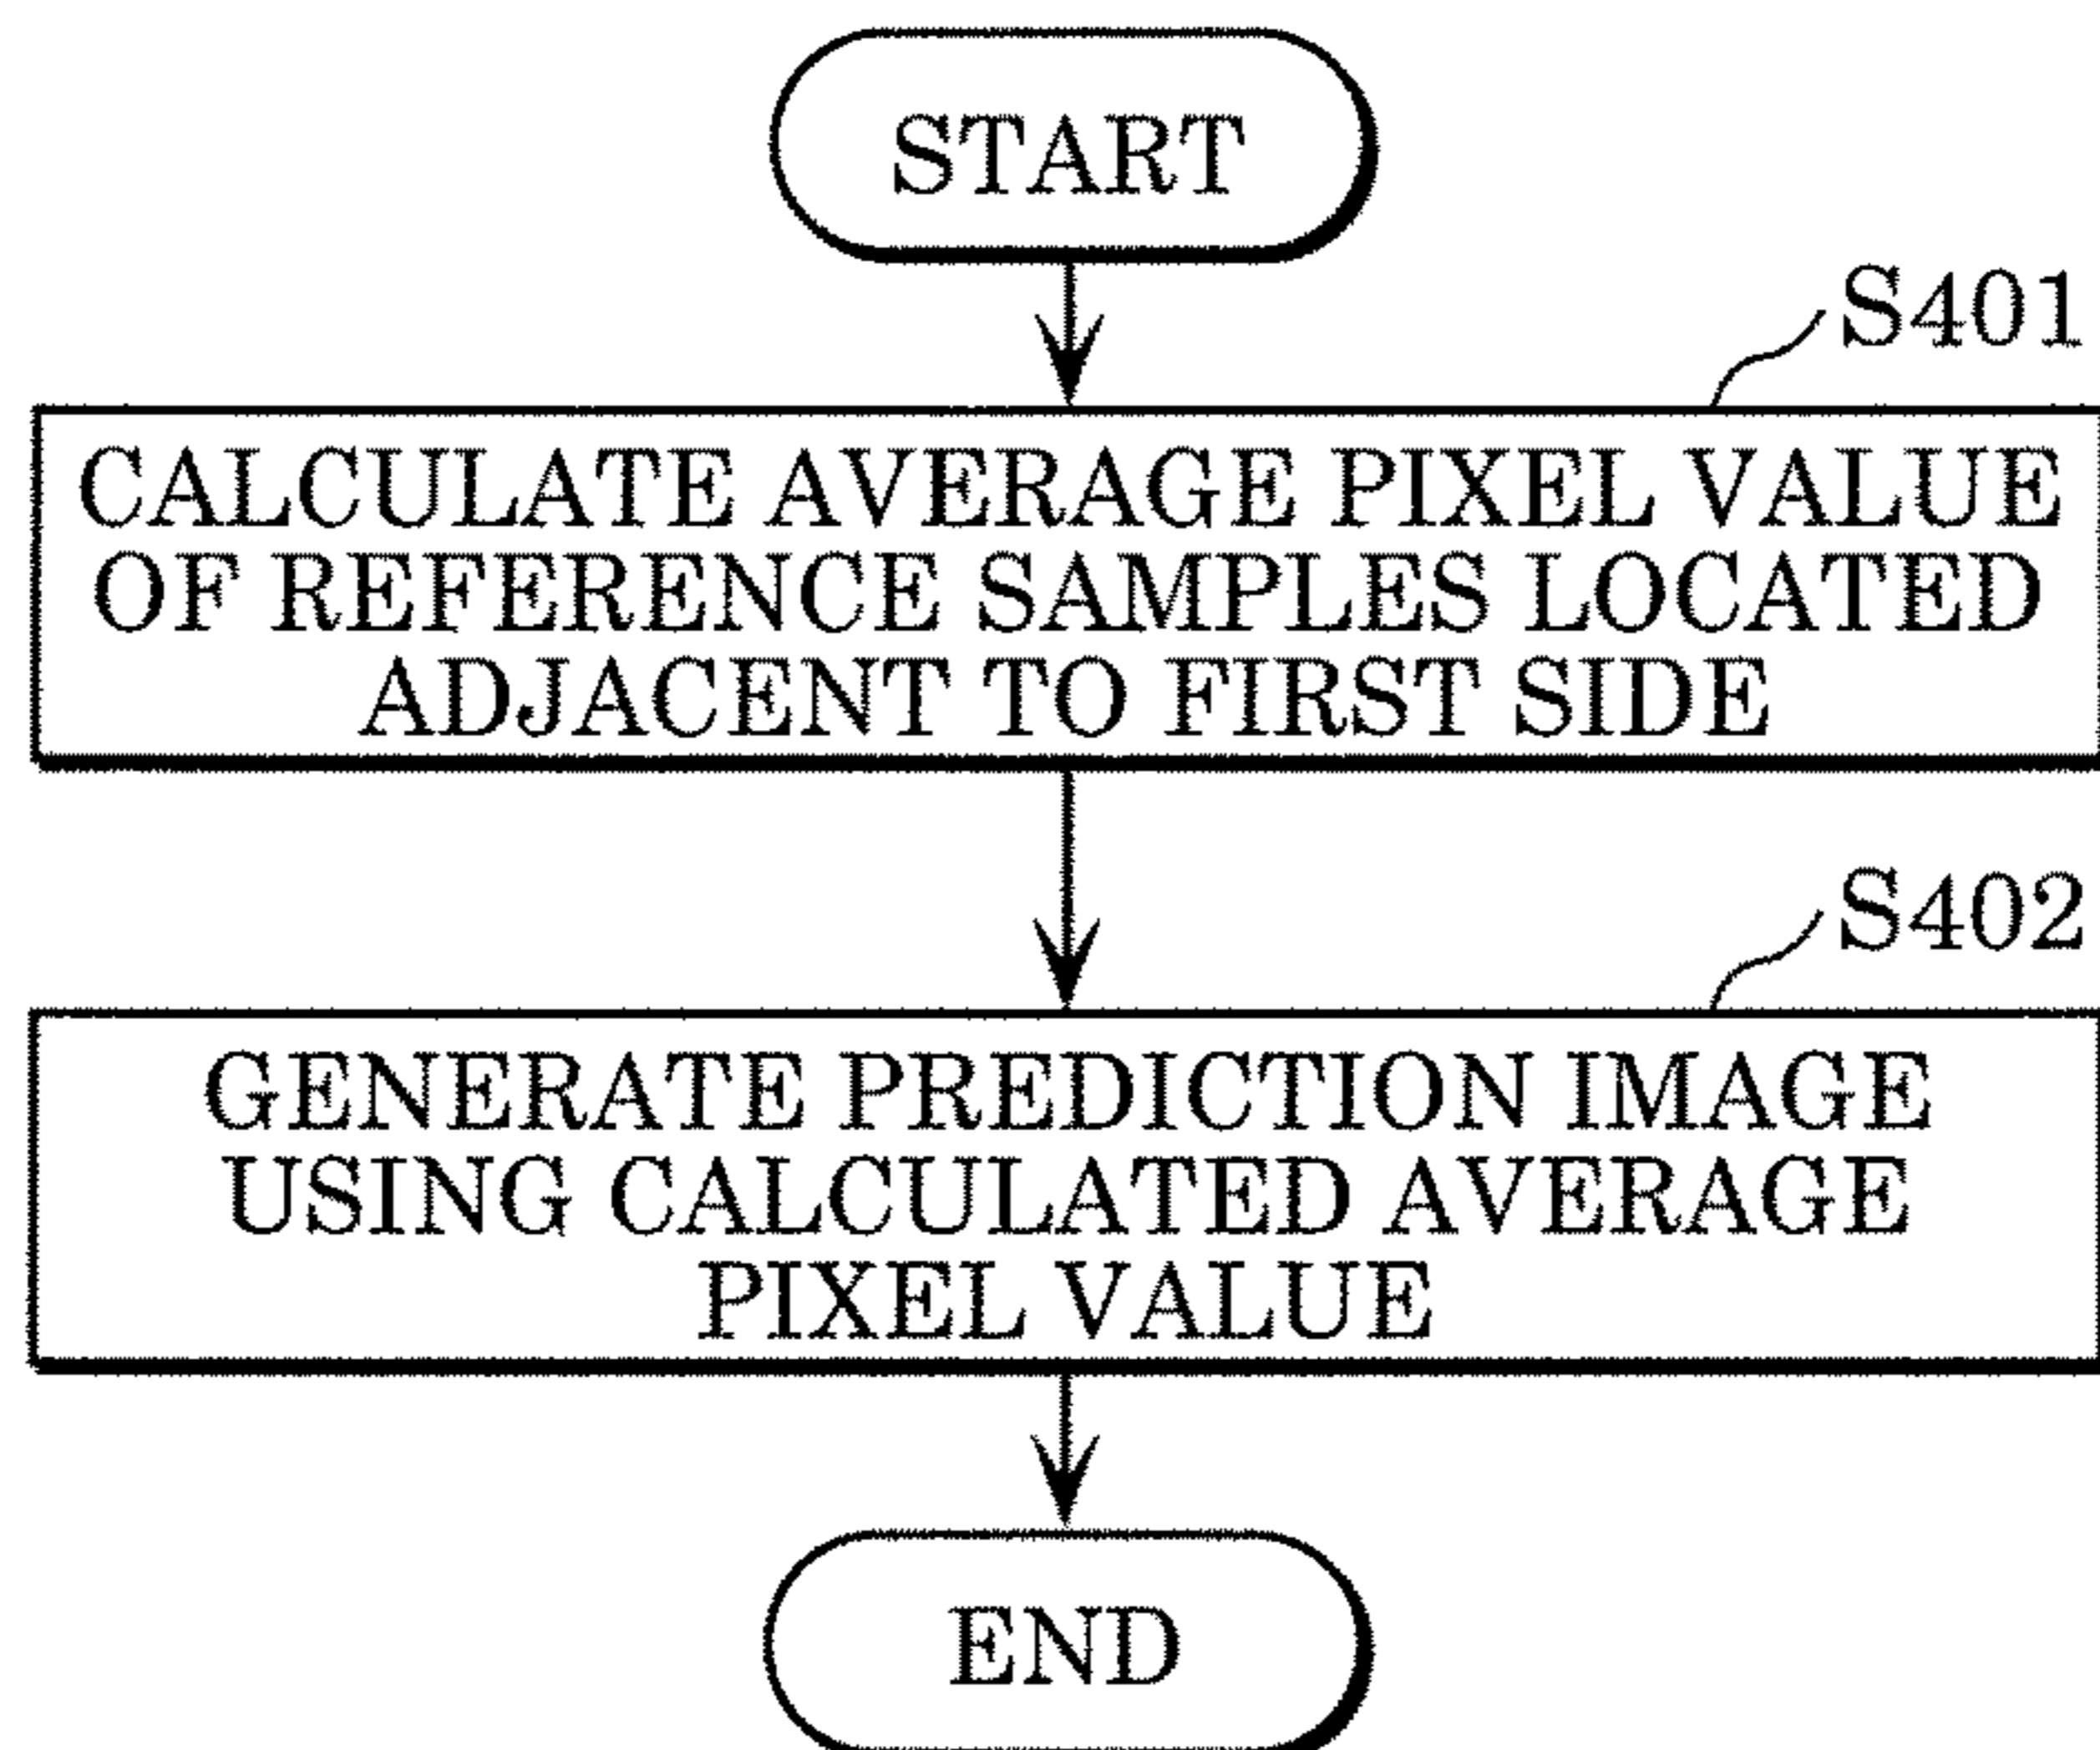 START
S401
CALCULATE AVERAGE PIXEL VALUE
OF REFERENCE SAMPLES LOCATED
ADJACENT TO FIRST SIDE
S402
GENERATE PREDICTION IMAGE
USING CALCULATED AVERAGE
PIXEL VALUE
END